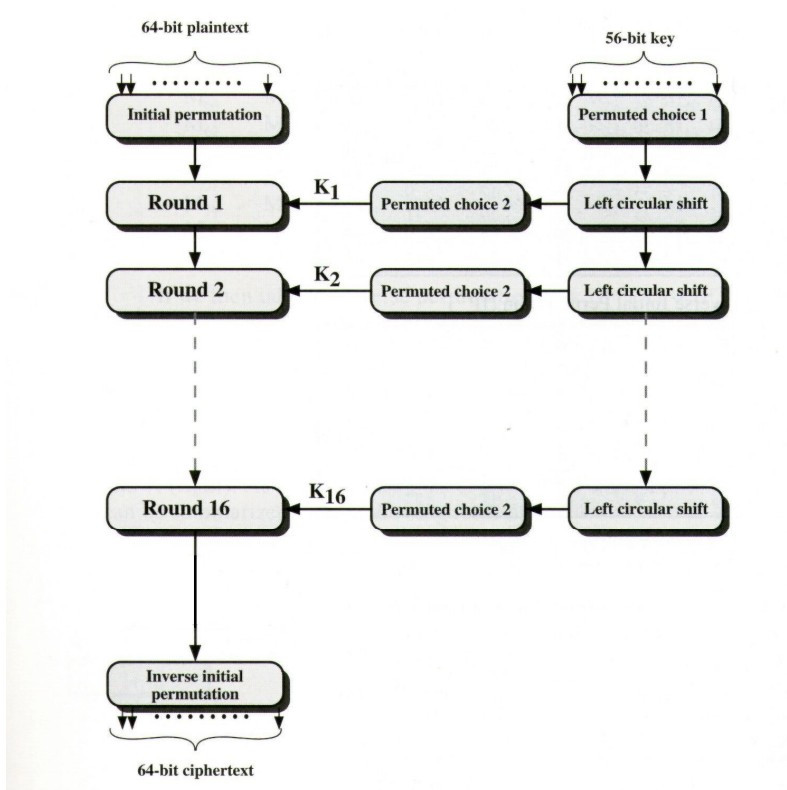 64-bit plaintext
56-bit key
Initial permutation
Permuted choice 1
Round 1
K1
Permuted choice 2
Left circular shift
Round 2
K2
Permuted choice 2
Left circular shift
Round 16
K16
Permuted choice 2
Left circular shift
Inverse initial
permutation
64-bit ciphertext